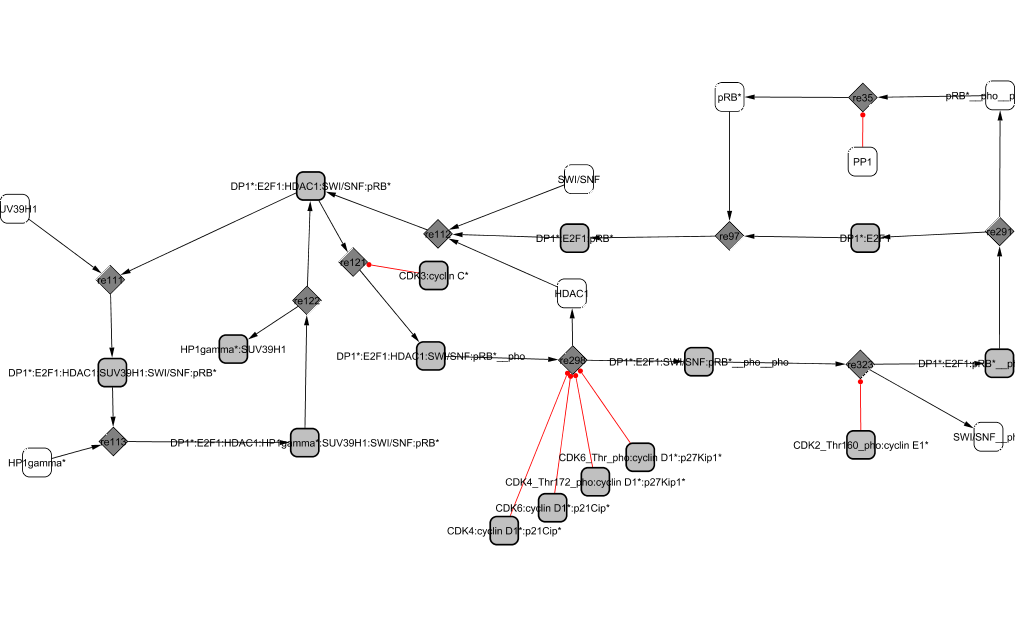 pRB*
re35
pRB*__pho__p
PP1
SWI/SNF
DP1*:E2F1:HDAC1:SWI/SNF:pRB*
UV39H1
re112
DP1*:E2F1:pRB*
re97
DP1*:E2F1
re291
re121
CDK3:cyclin C*
re111
HDAC1
re122
HP1gamma*:SUV39H1
DP1*:E2F1:HDAC1:SWI/SNF:pRB*__pho
re298
DP1*:E2F1:SWI/SNF:pRB*__pho__pho
re323
DP1*:E2F1:pRB*__p
DP1*:E2F1:HDAC1:SUV39H1:SWI/SNF:pRB*
re113
DP1*:E2F1:HDAC1:HP1gamma*:SUV39H1:SWI/SNF:pRB*
CDK2_Thr160_pho:cyclin E1*
SWI/SNF__ph
HP1gamma*
CDK6_Thr_pho:cyclin D1*:p27Kip1*
CDK4_Thr172_pho:cyclin D1*:p27Kip1*
CDK6:cyclin D1*:p21Cip*
CDK4:cyclin D1*:p21Cip*